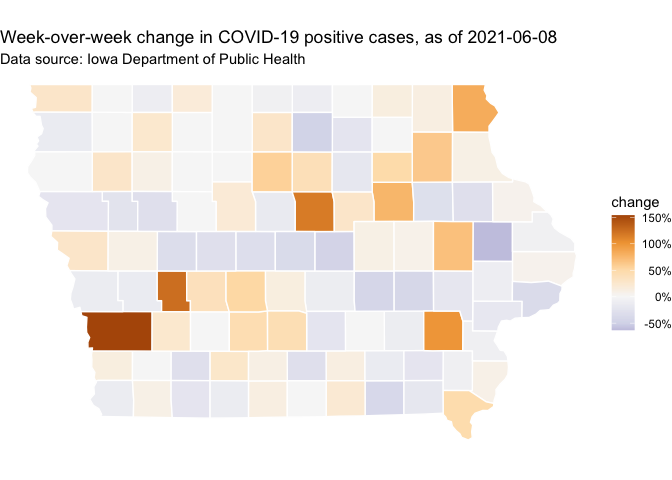 Week-over-week change in COVID-19 positive cases, as of 2021-06-08
Data source: Iowa Department of Public Health
change
150%
100%
50%
0%
-50%